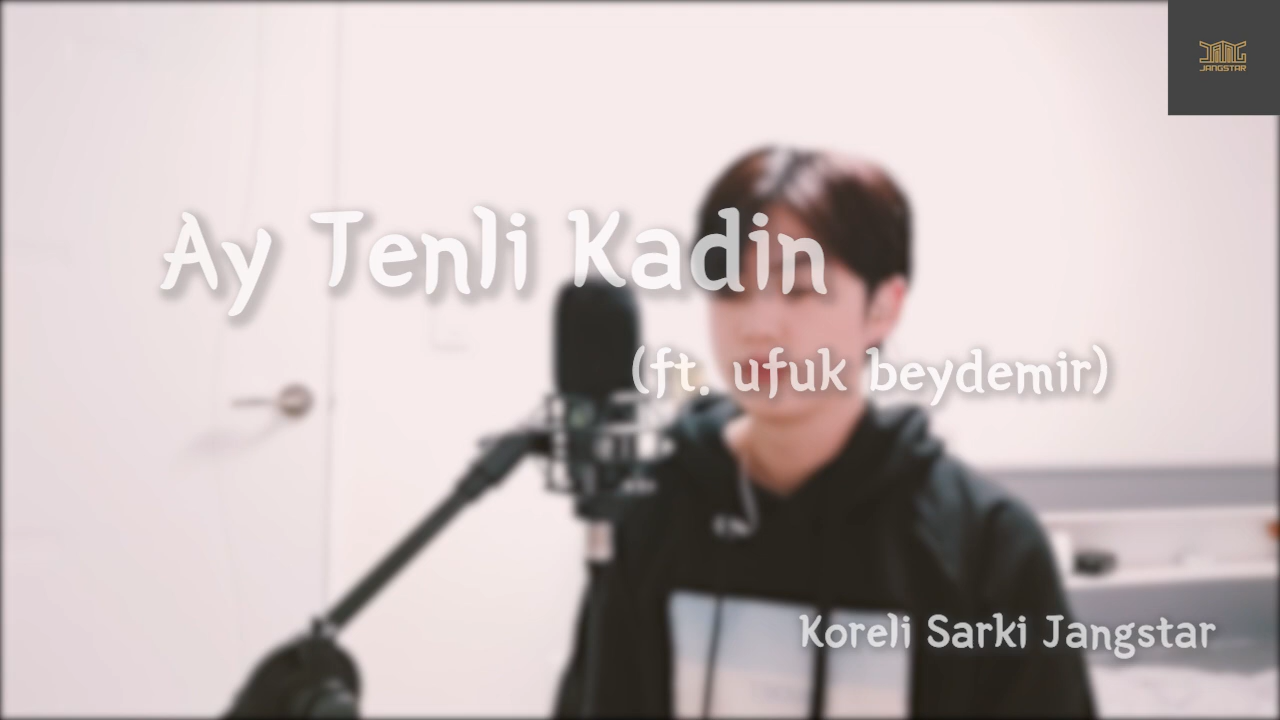 JANGSTAR
Ay Tenli Kadin
(ft. ufuk beydemir)
Koreli Sarki Jangstar